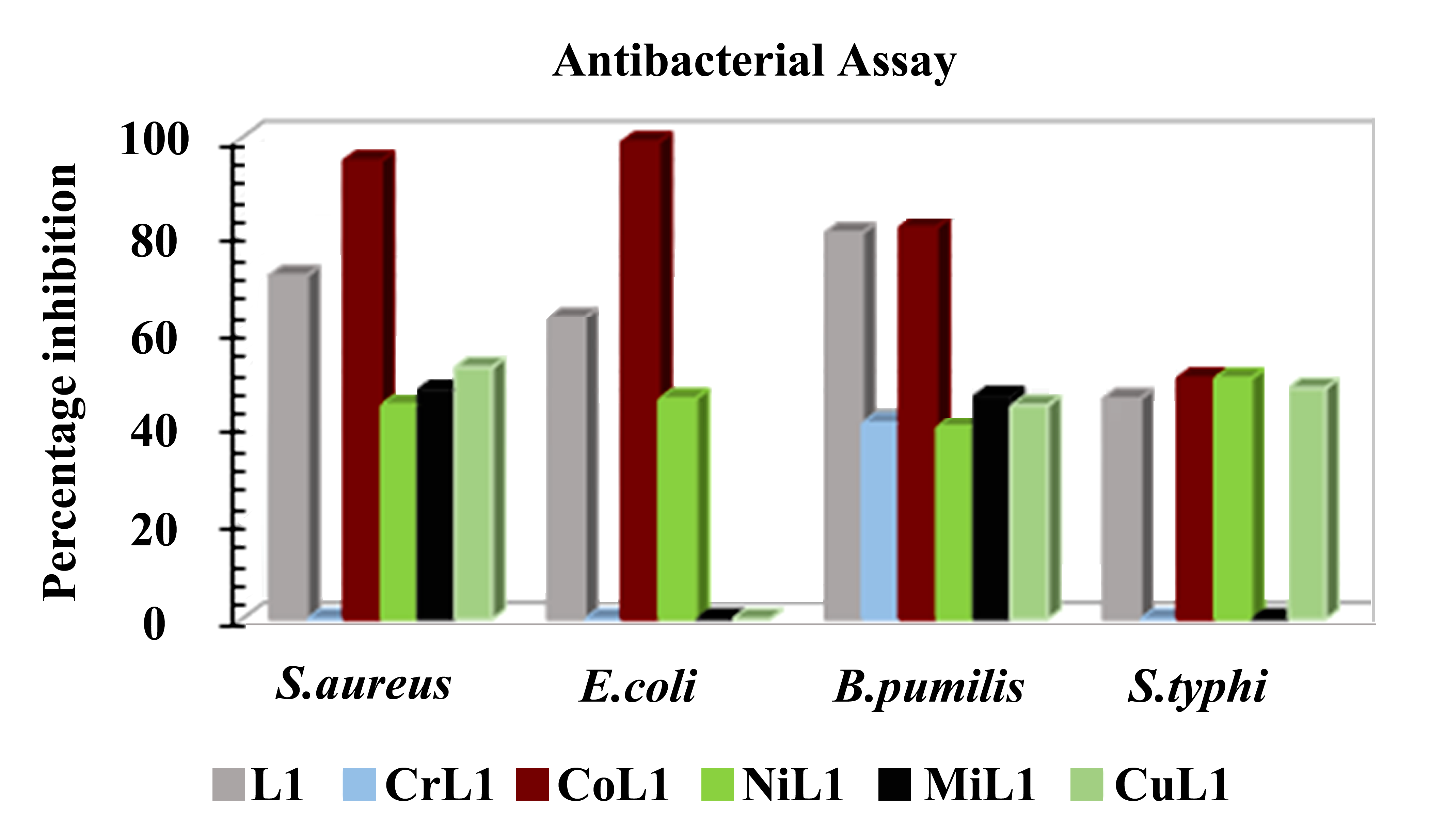 Antibacterial Assay
Percentage inhibition
100
80
60
40
20
0
S.aureus E.coli B.pumilis S.typhi
L1 CrL1 CoL1 NiL1 MiL1 CuL1